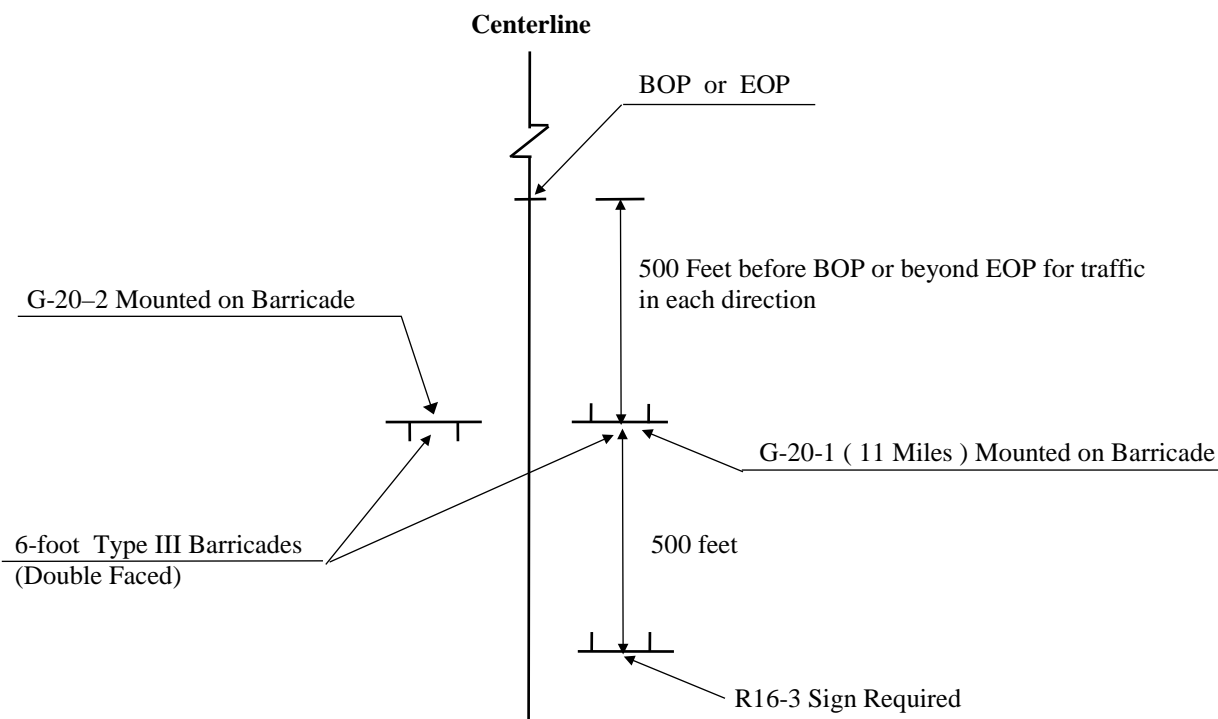 Centerline
BOP or EOP
500 Feet before BOP or beyond EOP for traffic
in each direction
G-20–2 Mounted on Barricade
G-20-1 ( 11 Miles ) Mounted on Barricade
6-foot Type III Barricades
(Double Faced)
500 feet
R16-3 Sign Required